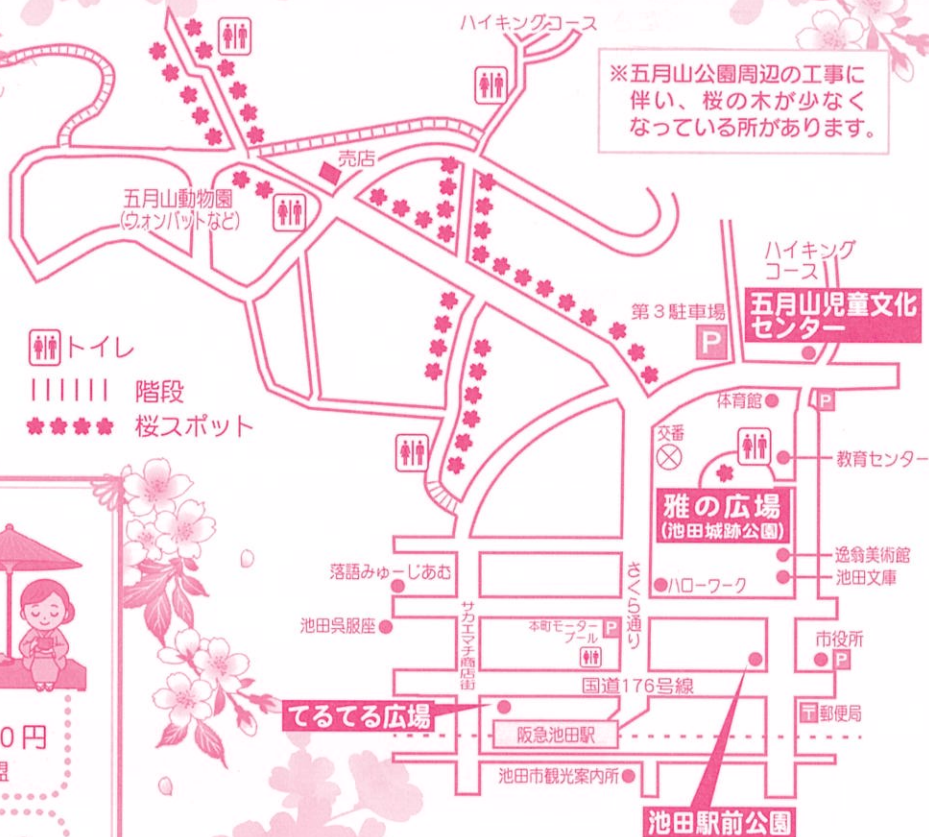 ハイキングコース
※五月山公園周辺の工事に
伴い、桜の木が少なく
なっている所があります。
売店
五月山動物園
(ウォンバットなど)
ハイキング
コース
第3駐車場
P
五月山児童文化
センター
トイレ
階段
桜スポット
体育館
P
交番
教育センター
雅の広場
(池田城跡公園)
逸翁美術館
池田文庫
ハローワーク
さくら通り
落語みゅーじあむ
池田呉服座
サカエマチ商店街
本町モーター
プール
P
市役所
P
国道176号線
てるてる広場
阪急池田駅
〒郵便局
池田市観光案内所
池田駅前公園
0円